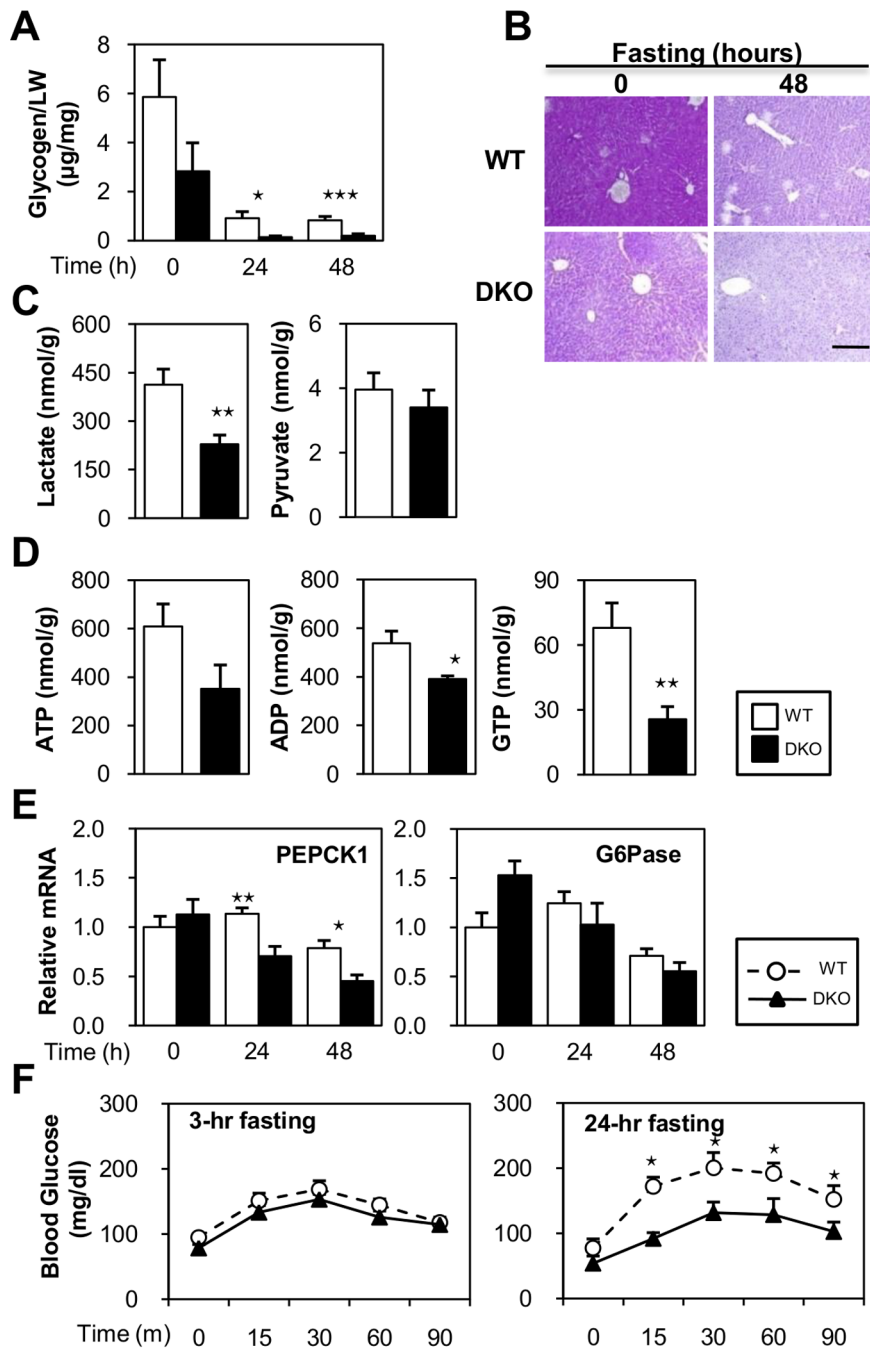 A
Glycogen/LW
(μg/mg)
8
6
4
2
0
★
★★★
Time (h)
0
24
48
B
Fasting (hours)
0
48
WT
DKO
C
Lactate (nmol/g)
600
450
300
150
0
★★
Pyruvate (nmol/g)
6
4
2
0
D
ATP (nmol/g)
800
600
400
200
0
ADP (nmol/g)
800
600
400
200
0
★
GTP (nmol/g)
90
60
30
0
★★
WT
DKO
E
Relative mRNA
2.0
1.5
1.0
0.5
0.0
PEPCK1
★★
★
Time (h)
0
24
48
2.0
1.5
1.0
0.5
0.0
G6Pase
0
24
48
WT
DKO
F
Blood Glucose
(mg/dl)
300
200
100
0
3-hr fasting
Time (m)
0
15
30
60
90
300
200
100
0
24-hr fasting
★
★
★
★
0
15
30
60
90